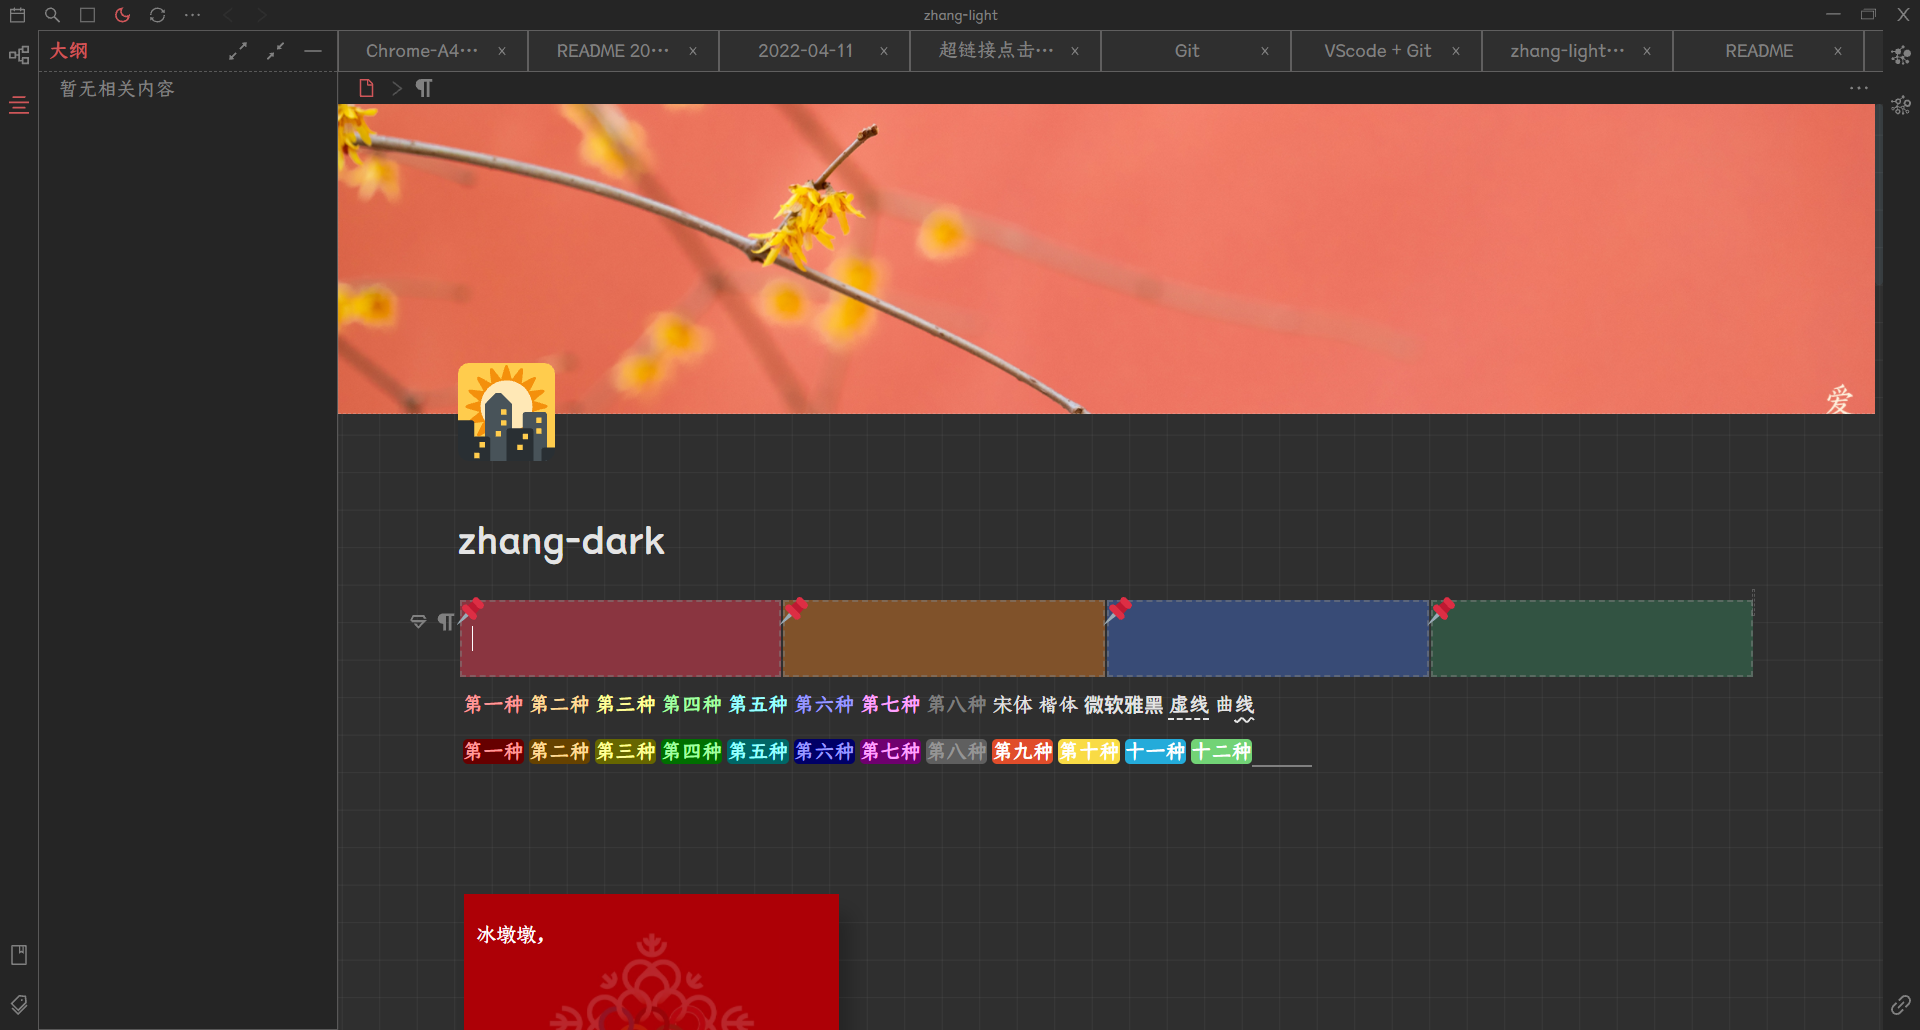 zhang-light
大纲
Chrome-A4···
README 20···
2022-04-11
超链接点击···
Git
VScode + Git
zhang-light···
README
暂无相关内容
爱
zhang-dark
第一种 第二种 第三种 第四种 第五种 第六种 第七种 第八种 宋体 楷体 微软雅黑 虚线 曲线
第一种 第二种 第三种 第四种 第五种 第六种 第七种 第八种 第九种 第十种 十一种 十二种
冰墩墩，